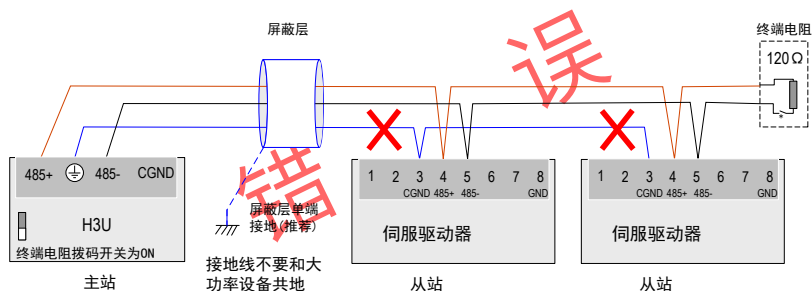 屏蔽层
终端电阻
120 Ω
*
误
错
485+
485-
CGND
H3U
终端电阻拨码开关为ON
主站
屏蔽层单端
接地(推荐)
接地线不要和大
功率设备共地
1 2 3 4 5 6 7 8
CGND 485+ 485- GND
伺服驱动器
从站
1 2 3 4 5 6 7 8
CGND 485+ 485- GND
伺服驱动器
从站